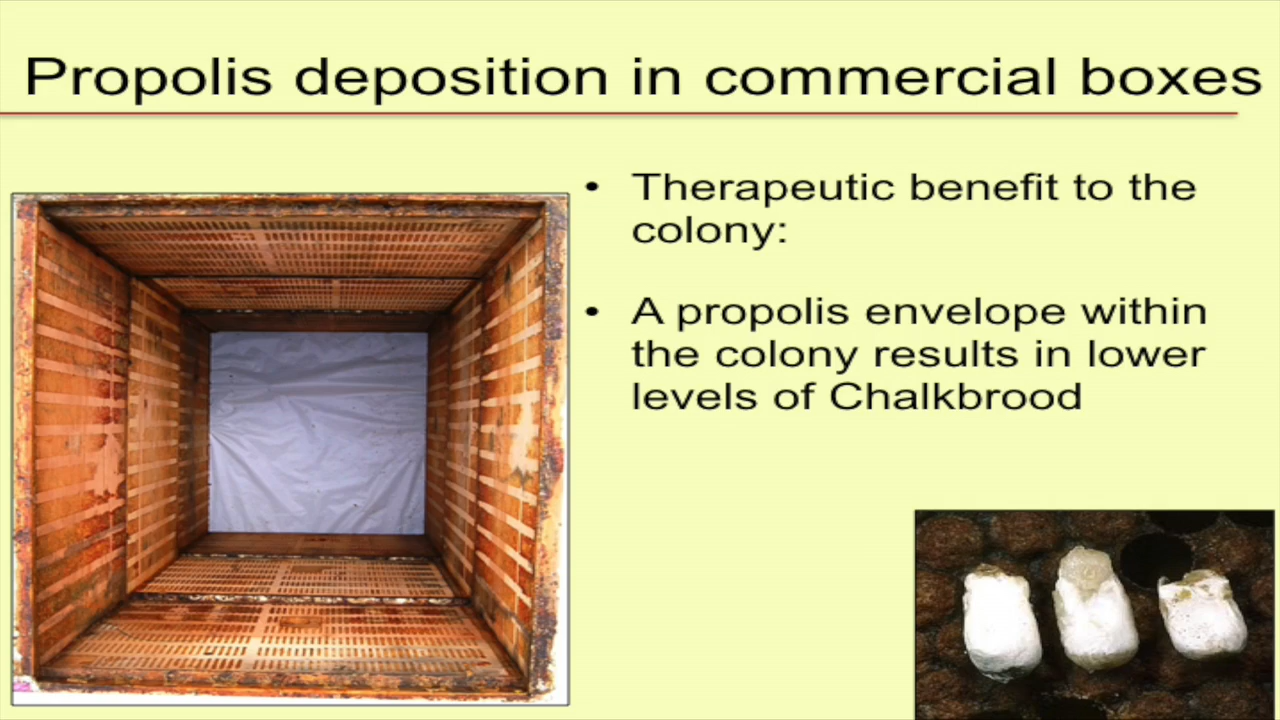 Propolis deposition in commercial boxes
• Therapeutic benefit to the
colony:
• A propolis envelope within
the colony results in lower
levels of Chalkbrood